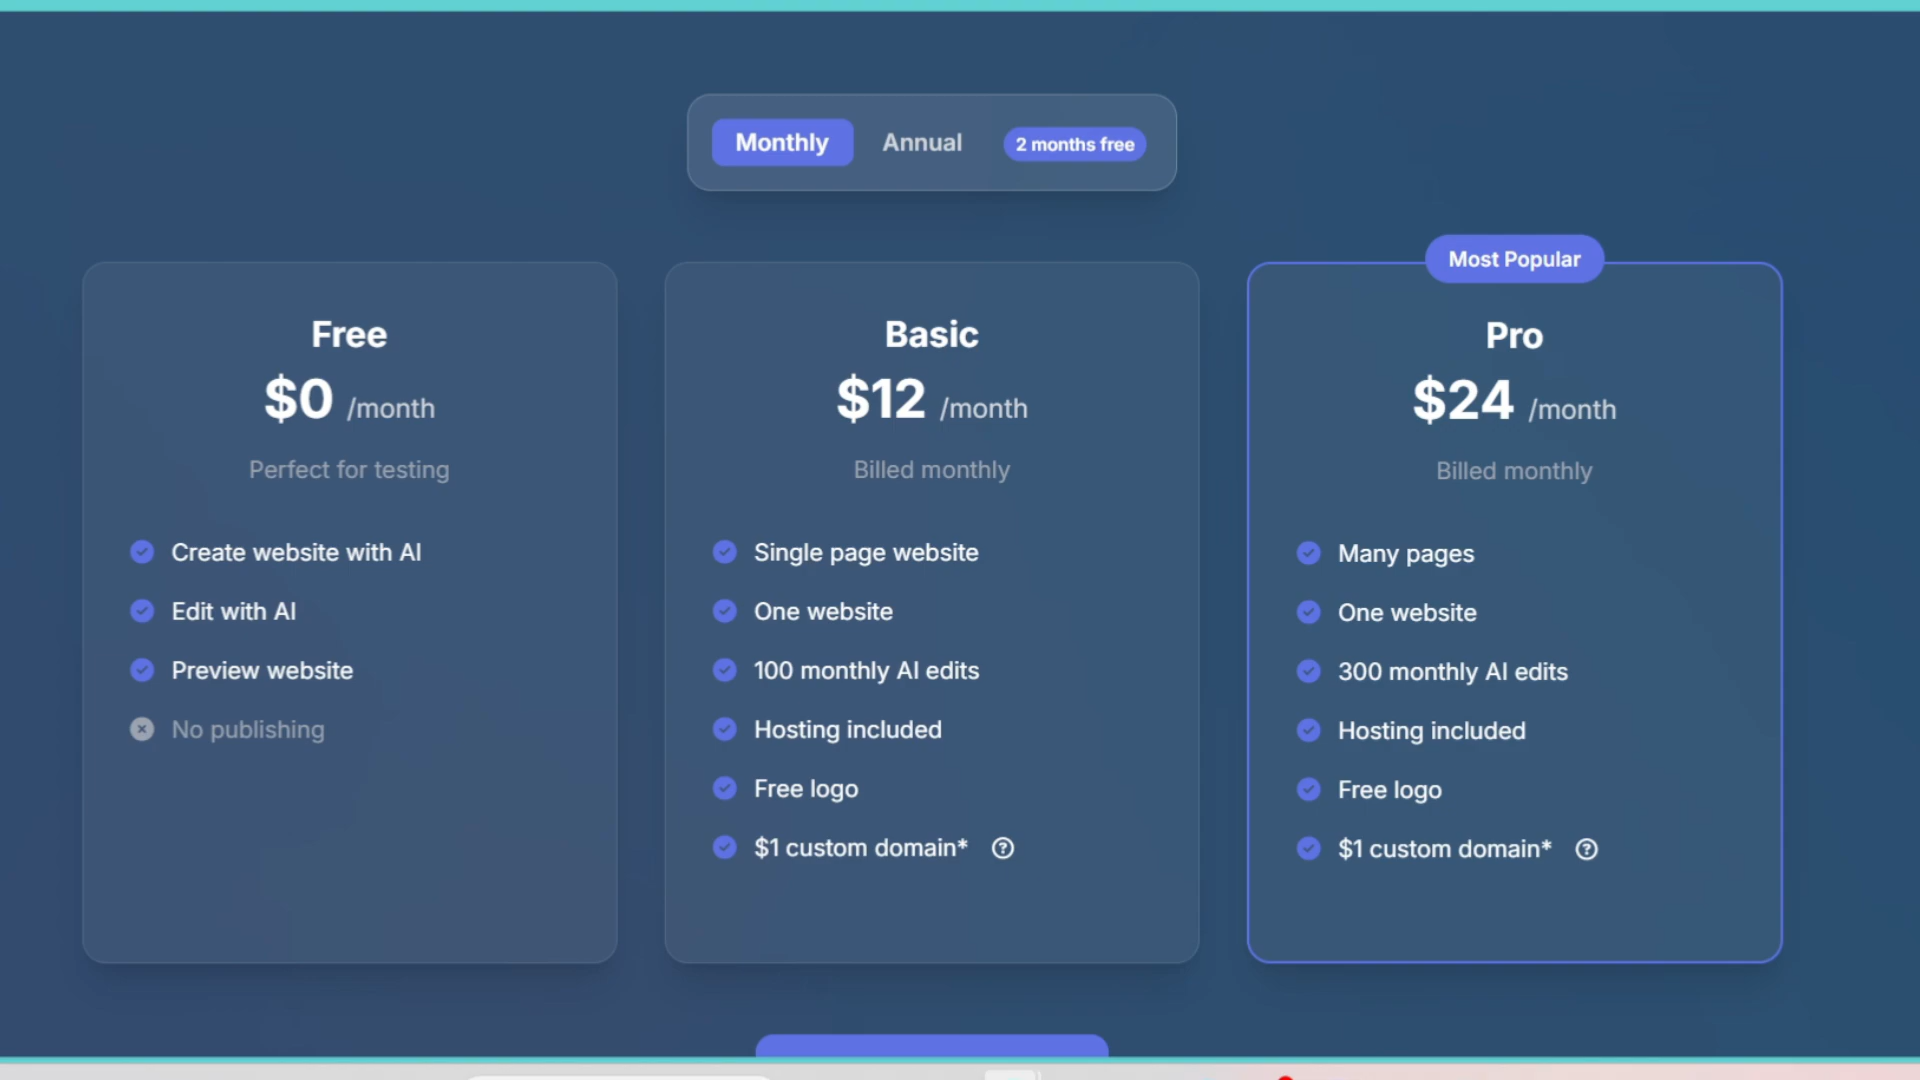 Monthly Annual 2 months free
Free
$0 /month
Perfect for testing
Create website with AI
Edit with AI
Preview website
No publishing
Basic
$12 /month
Billed monthly
Single page website
One website
100 monthly AI edits
Hosting included
Free logo
$1 custom domain*
Most Popular
Pro
$24 /month
Billed monthly
Many pages
One website
300 monthly AI edits
Hosting included
Free logo
$1 custom domain*